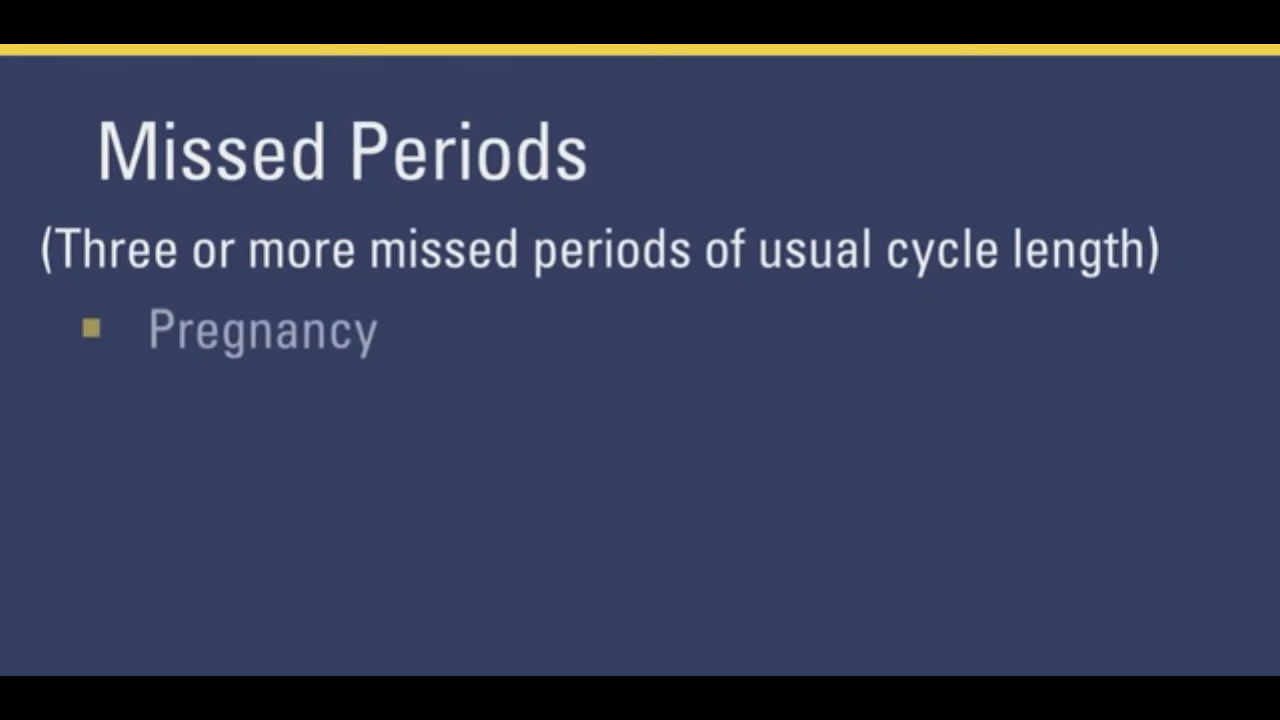 Missed Periods
(Three or more missed periods of usual cycle length)
Pregnancy